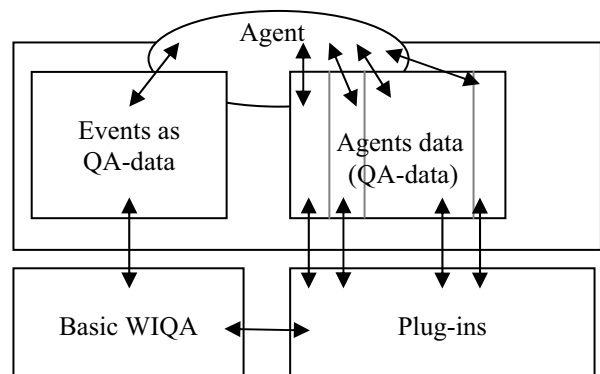 Agent
Events as
QA-data
Agents data
(QA-data)
Basic WIQA
Plug-ins